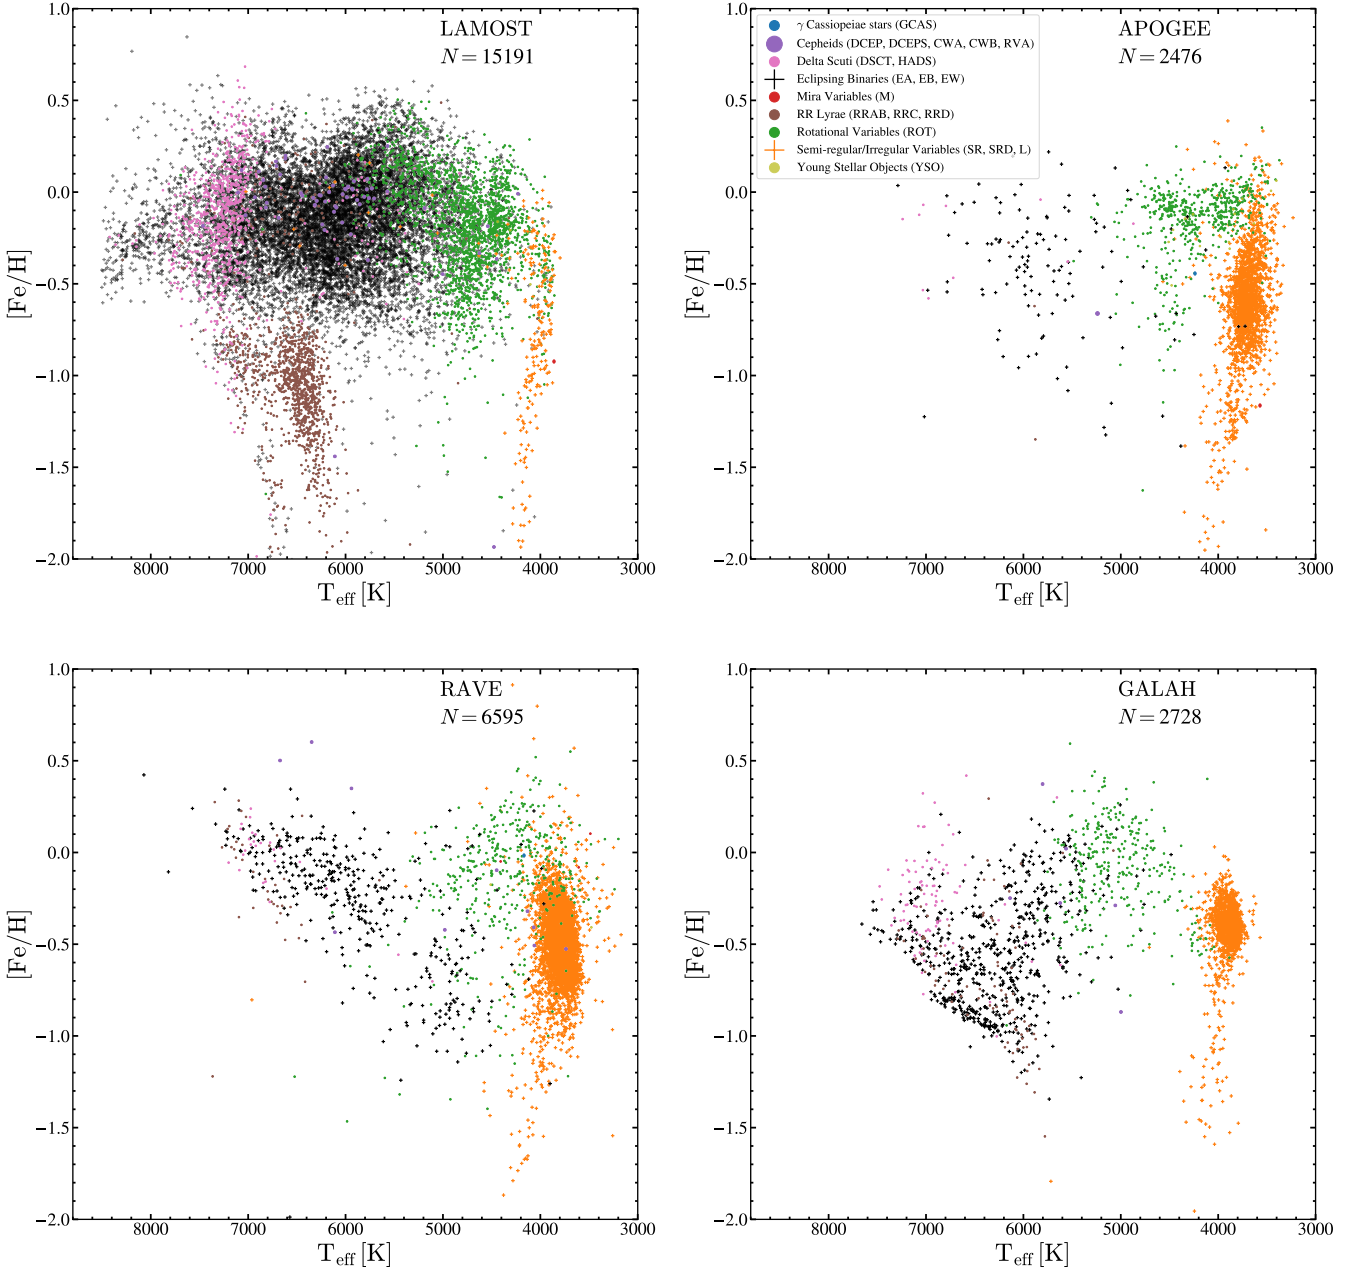 LAMOST
N = 15191
1.0
0.5
0.0
−0.5
−1.0
−1.5
−2.0
[Fe/H]
8000 7000 6000 5000 4000 3000
T_eff [K]
APOGEE
N = 2476
γ Cassiopeiae stars (GCAS)
Cepheids (DCEP, DCEPS, CWA, CWB, RVA)
Delta Scuti (DSCT, HADS)
Eclipsing Binaries (EA, EB, EW)
Mira Variables (M)
RR Lyrae (RRAB, RRC, RRD)
Rotational Variables (ROT)
Semi-regular/Irregular Variables (SR, SRD, L)
Young Stellar Objects (YSO)
1.0
0.5
0.0
−0.5
−1.0
−1.5
−2.0
[Fe/H]
8000 7000 6000 5000 4000 3000
T_eff [K]
RAVE
N = 6595
1.0
0.5
0.0
−0.5
−1.0
−1.5
−2.0
[Fe/H]
8000 7000 6000 5000 4000 3000
T_eff [K]
GALAH
N = 2728
1.0
0.5
0.0
−0.5
−1.0
−1.5
−2.0
[Fe/H]
8000 7000 6000 5000 4000 3000
T_eff [K]